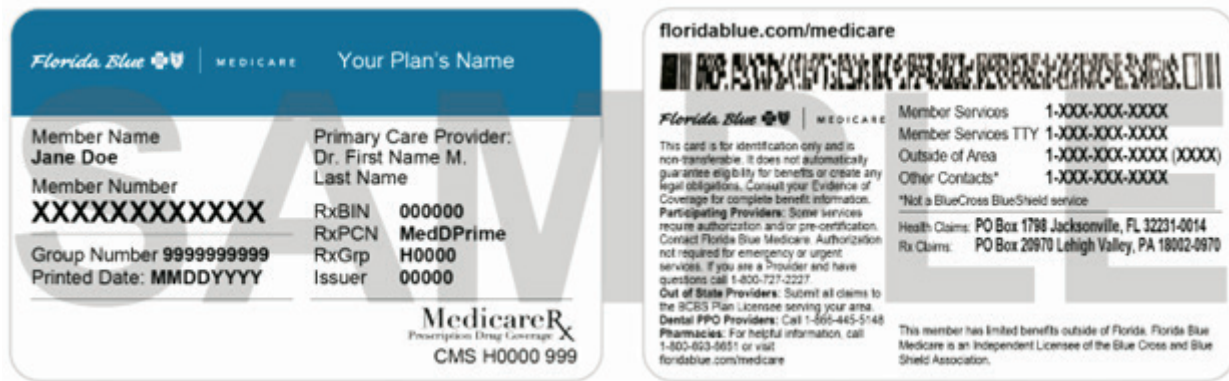 Florida Blue | MEDICARE Your Plan's Name
Member Name
Jane Doe
Member Number
XXXXXXXXXXXX
Group Number 9999999999
Printed Date: MMDDYYYY
Primary Care Provider:
Dr. First Name M.
Last Name
RxBIN 000000
RxPCN MedDPrime
RxGrp H0000
Issuer 00000
MedicareRx
Prescription Drug Coverage
CMS H0000 999
floridablue.com/medicare
Florida Blue | MEDICARE
This card is for identification only and is
non-transferable. It does not automatically
guarantee eligibility for benefits or create any
legal obligations. Consult your Evidence of
Coverage for complete benefit information.
Participating Providers: Some services
require authorization and/or pre-certification.
Contact Florida Blue Medicare. Authorization
not required for emergency or urgent
services. If you are a Provider and have
questions call 1-800-727-2227
Out of State Providers: Submit all claims to
the BCBS Plan Licensee serving your area.
Dental PPO Providers: Call 1-866-445-5148
Pharmacies: For helpful information, call
1-800-693-6651 or visit
floridablue.com/medicare
Member Services 1-XXX-XXX-XXXX
Member Services TTY 1-XXX-XXX-XXXX
Outside of Area 1-XXX-XXX-XXXX (XXXX)
Other Contacts* 1-XXX-XXX-XXXX
*Not a BlueCross BlueShield service
Health Claims: PO Box 1798 Jacksonville, FL 32231-0014
Rx Claims: PO Box 20970 Lehigh Valley, PA 18002-0970
This member has limited benefits outside of Florida. Florida Blue
Medicare is an Independent Licensee of the Blue Cross and Blue
Shield Association.
SAMPLE